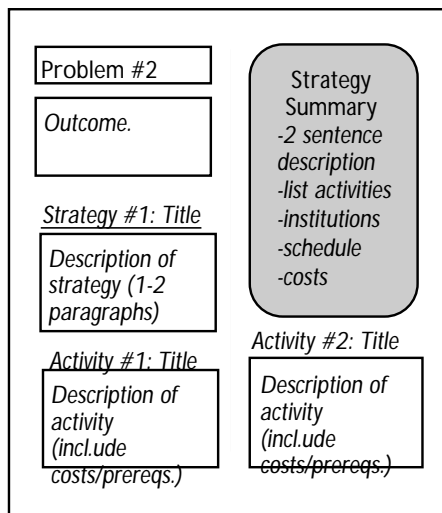 Problem #2
Outcome.
Strategy #1: Title
Description of
strategy (1-2
paragraphs)
Activity #1: Title
Description of
activity
(incl.ude
costs/prereqs.)
Strategy
Summary
-2 sentence
description
-list activities
-institutions
-schedule
-costs
Activity #2: Title
Description of
activity
(incl.ude
costs/prereqs.)